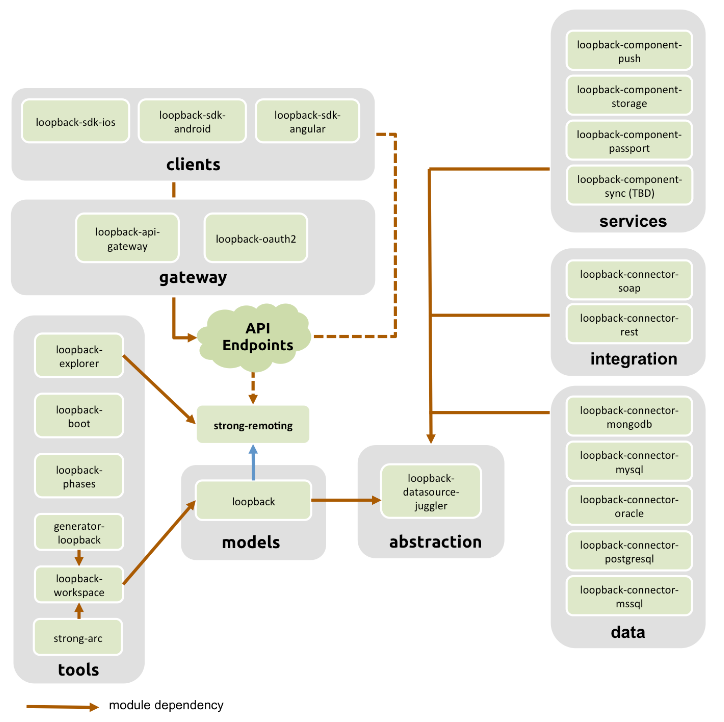 loopback-sdk-ios
loopback-sdk-
android
loopback-sdk-
angular
clients
loopback-api-
gateway
loopback-oauth2
gateway
API
Endpoints
strong-remoting
loopback-
explorer
loopback-
boot
loopback-
phases
generator-
loopback
loopback-
workspace
strong-arc
tools
loopback
models
loopback-
datasource-
juggler
abstraction
loopback-component-
push
loopback-component-
storage
loopback-component-
passport
loopback-component-
sync (TBD)
services
loopback-connector-
soap
loopback-connector-
rest
integration
loopback-connector-
mongodb
loopback-connector-
mysql
loopback-connector-
oracle
loopback-connector-
postgresql
loopback-connector-
mssql
data
module dependency